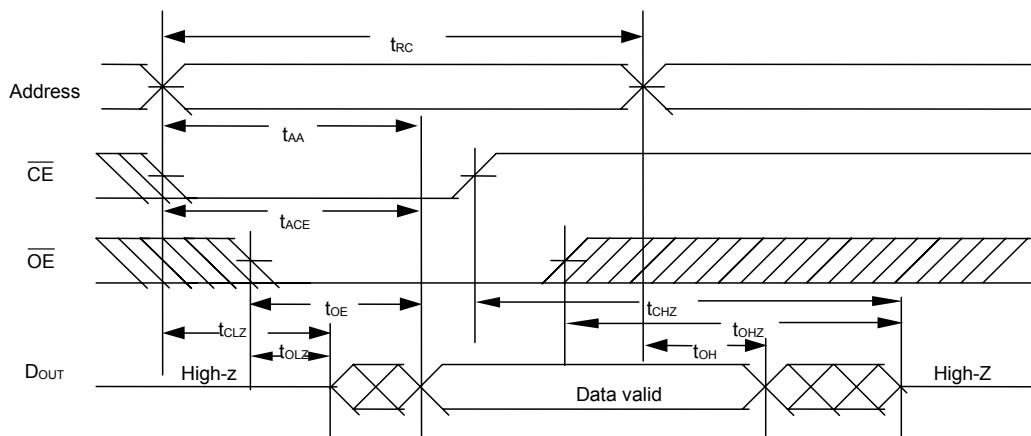 tRC
Address
tAA
CE
tACE
OE
tOE
tCHZ
tCLZ
tOHZ
tOLZ
tOH
DOUT
High-z
Data valid
High-Z